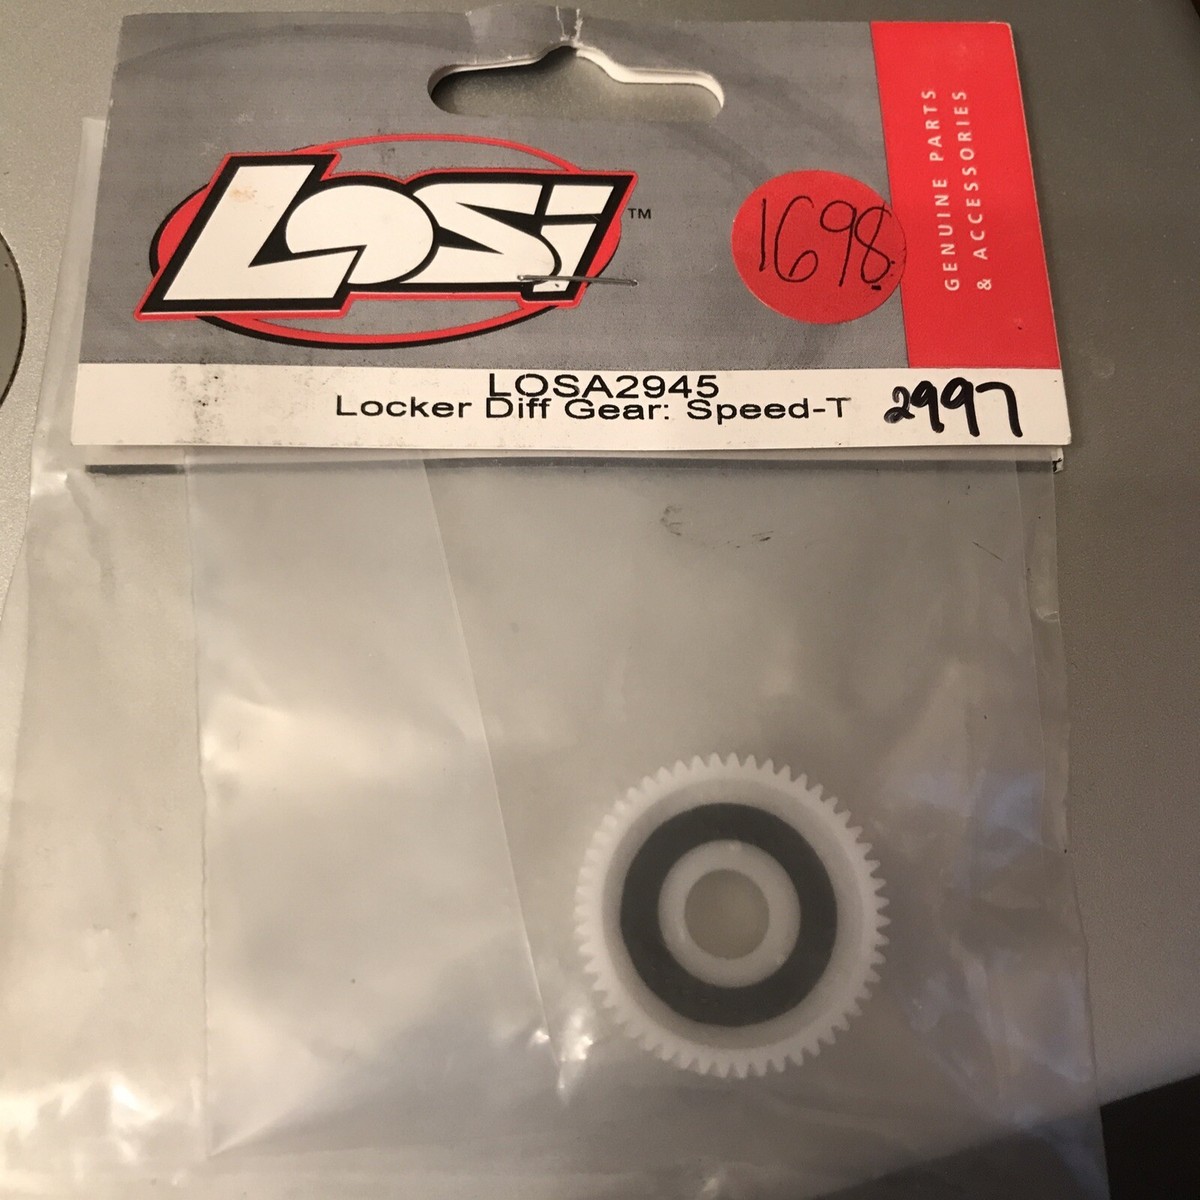 LOSi™
1698
GENUINE PARTS
& ACCESSORIES
LOSA2945
Locker Diff Gear: Speed-T
2997